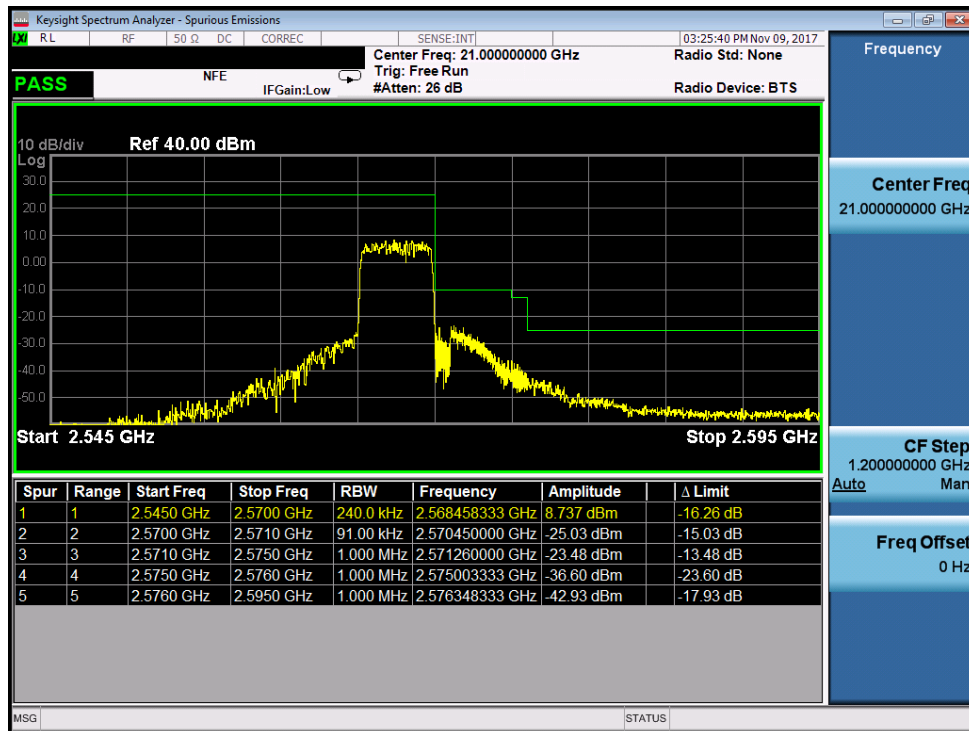 Keysight Spectrum Analyzer - Spurious Emissions
LXI RL RF 50 Ω DC CORREC SENSE:INT 03:25:40 PM Nov 09, 2017
Center Freq: 21.000000000 GHz Radio Std: None
Trig: Free Run
PASS NFE IFGain:Low #Atten: 26 dB Radio Device: BTS
Frequency
10 dB/div Ref 40.00 dBm
Log
30.0
20.0
10.0
0.00
-10.0
-20.0
-30.0
-40.0
-50.0
Start 2.545 GHz Stop 2.595 GHz
Center Freq
21.000000000 GHz
CF Step
1.200000000 GHz
Auto Man
Freq Offset
0 Hz
Spur Range Start Freq Stop Freq RBW Frequency Amplitude Δ Limit
1 1 2.5450 GHz 2.5700 GHz 240.0 kHz 2.568458333 GHz 8.737 dBm -16.26 dB
2 2 2.5700 GHz 2.5710 GHz 91.00 kHz 2.570450000 GHz -25.03 dBm -15.03 dB
3 3 2.5710 GHz 2.5750 GHz 1.000 MHz 2.571260000 GHz -23.48 dBm -13.48 dB
4 4 2.5750 GHz 2.5760 GHz 1.000 MHz 2.575003333 GHz -36.60 dBm -23.60 dB
5 5 2.5760 GHz 2.5950 GHz 1.000 MHz 2.576348333 GHz -42.93 dBm -17.93 dB
MSG STATUS